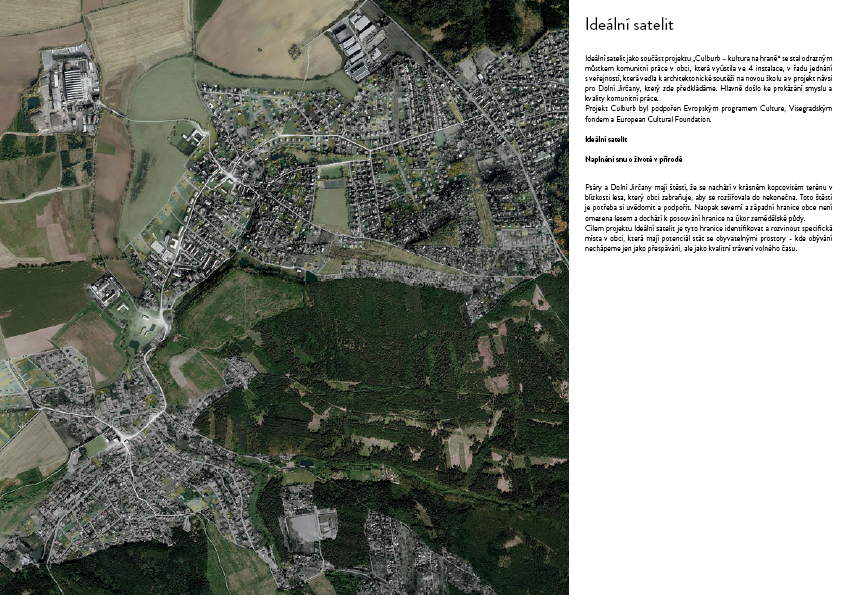 Ideální satelit
Ideální satelit jako součást projektu „Culburb – kultura na hraně“ se stal odrazným
můstkem komunitní práce v obci, která vyústila ve 4 instalace, v řadu jednání
s veřejností, která vedla k architektonické soutěži na novou školu a v projekt návsi
pro Dolní Jirčany, který zde předkládáme. Hlavně došlo ke prokázání smyslu a
kvality komunitní práce.
Projekt Culburb byl podpořen Evropským programem Culture, Visegradským
fondem a European Cultural Foundation.
Ideální satelit
Naplnění snu o životě v přírodě
Psáry a Dolní Jirčany mají štěstí, že se nachází v krásném kopcovitém terénu v
blízkosti lesa, který obci zabraňuje, aby se rozšiřovala do nekonečna. Toto štěstí
je potřeba si uvědomit a podpořit. Naopak severní a západní hranice obce není
omezena lesem a dochází k posouvání hranice na úkor zemědělské půdy.
Cílem projektu Ideální satelit je tyto hranice identifikovat a rozvinout specifická
místa v obci, která mají potenciál stát se obyvatelnými prostory - kde obývání
nechápeme jen jako přespávání, ale jako kvalitní trávení volného času.